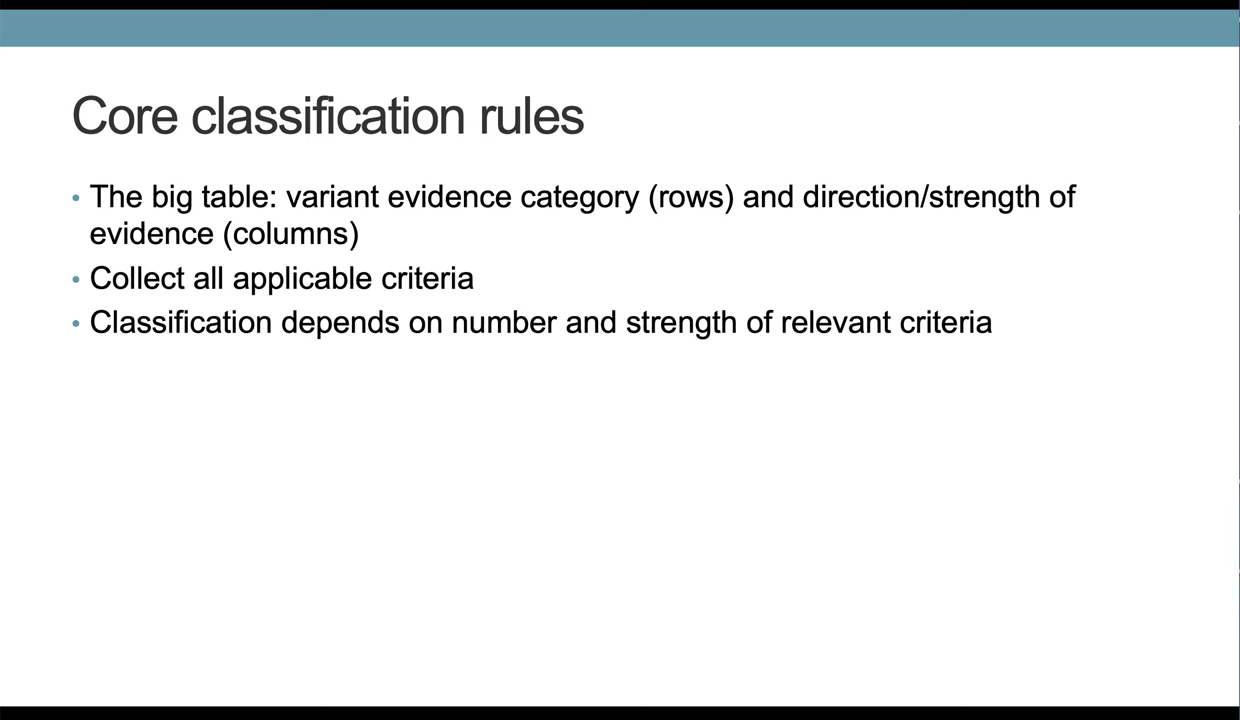 Core classification rules
• The big table: variant evidence category (rows) and direction/strength of
evidence (columns)
• Collect all applicable criteria
• Classification depends on number and strength of relevant criteria